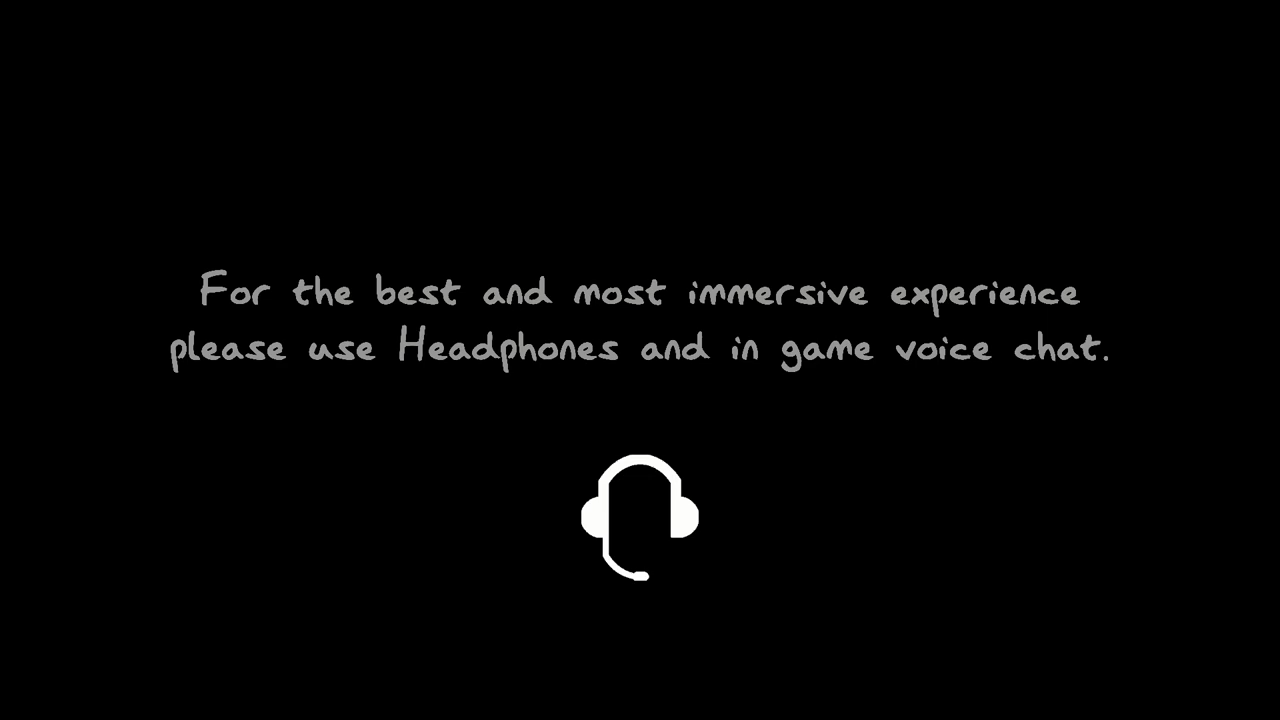 For the best and most immersive experience
please use Headphones and in game voice chat.